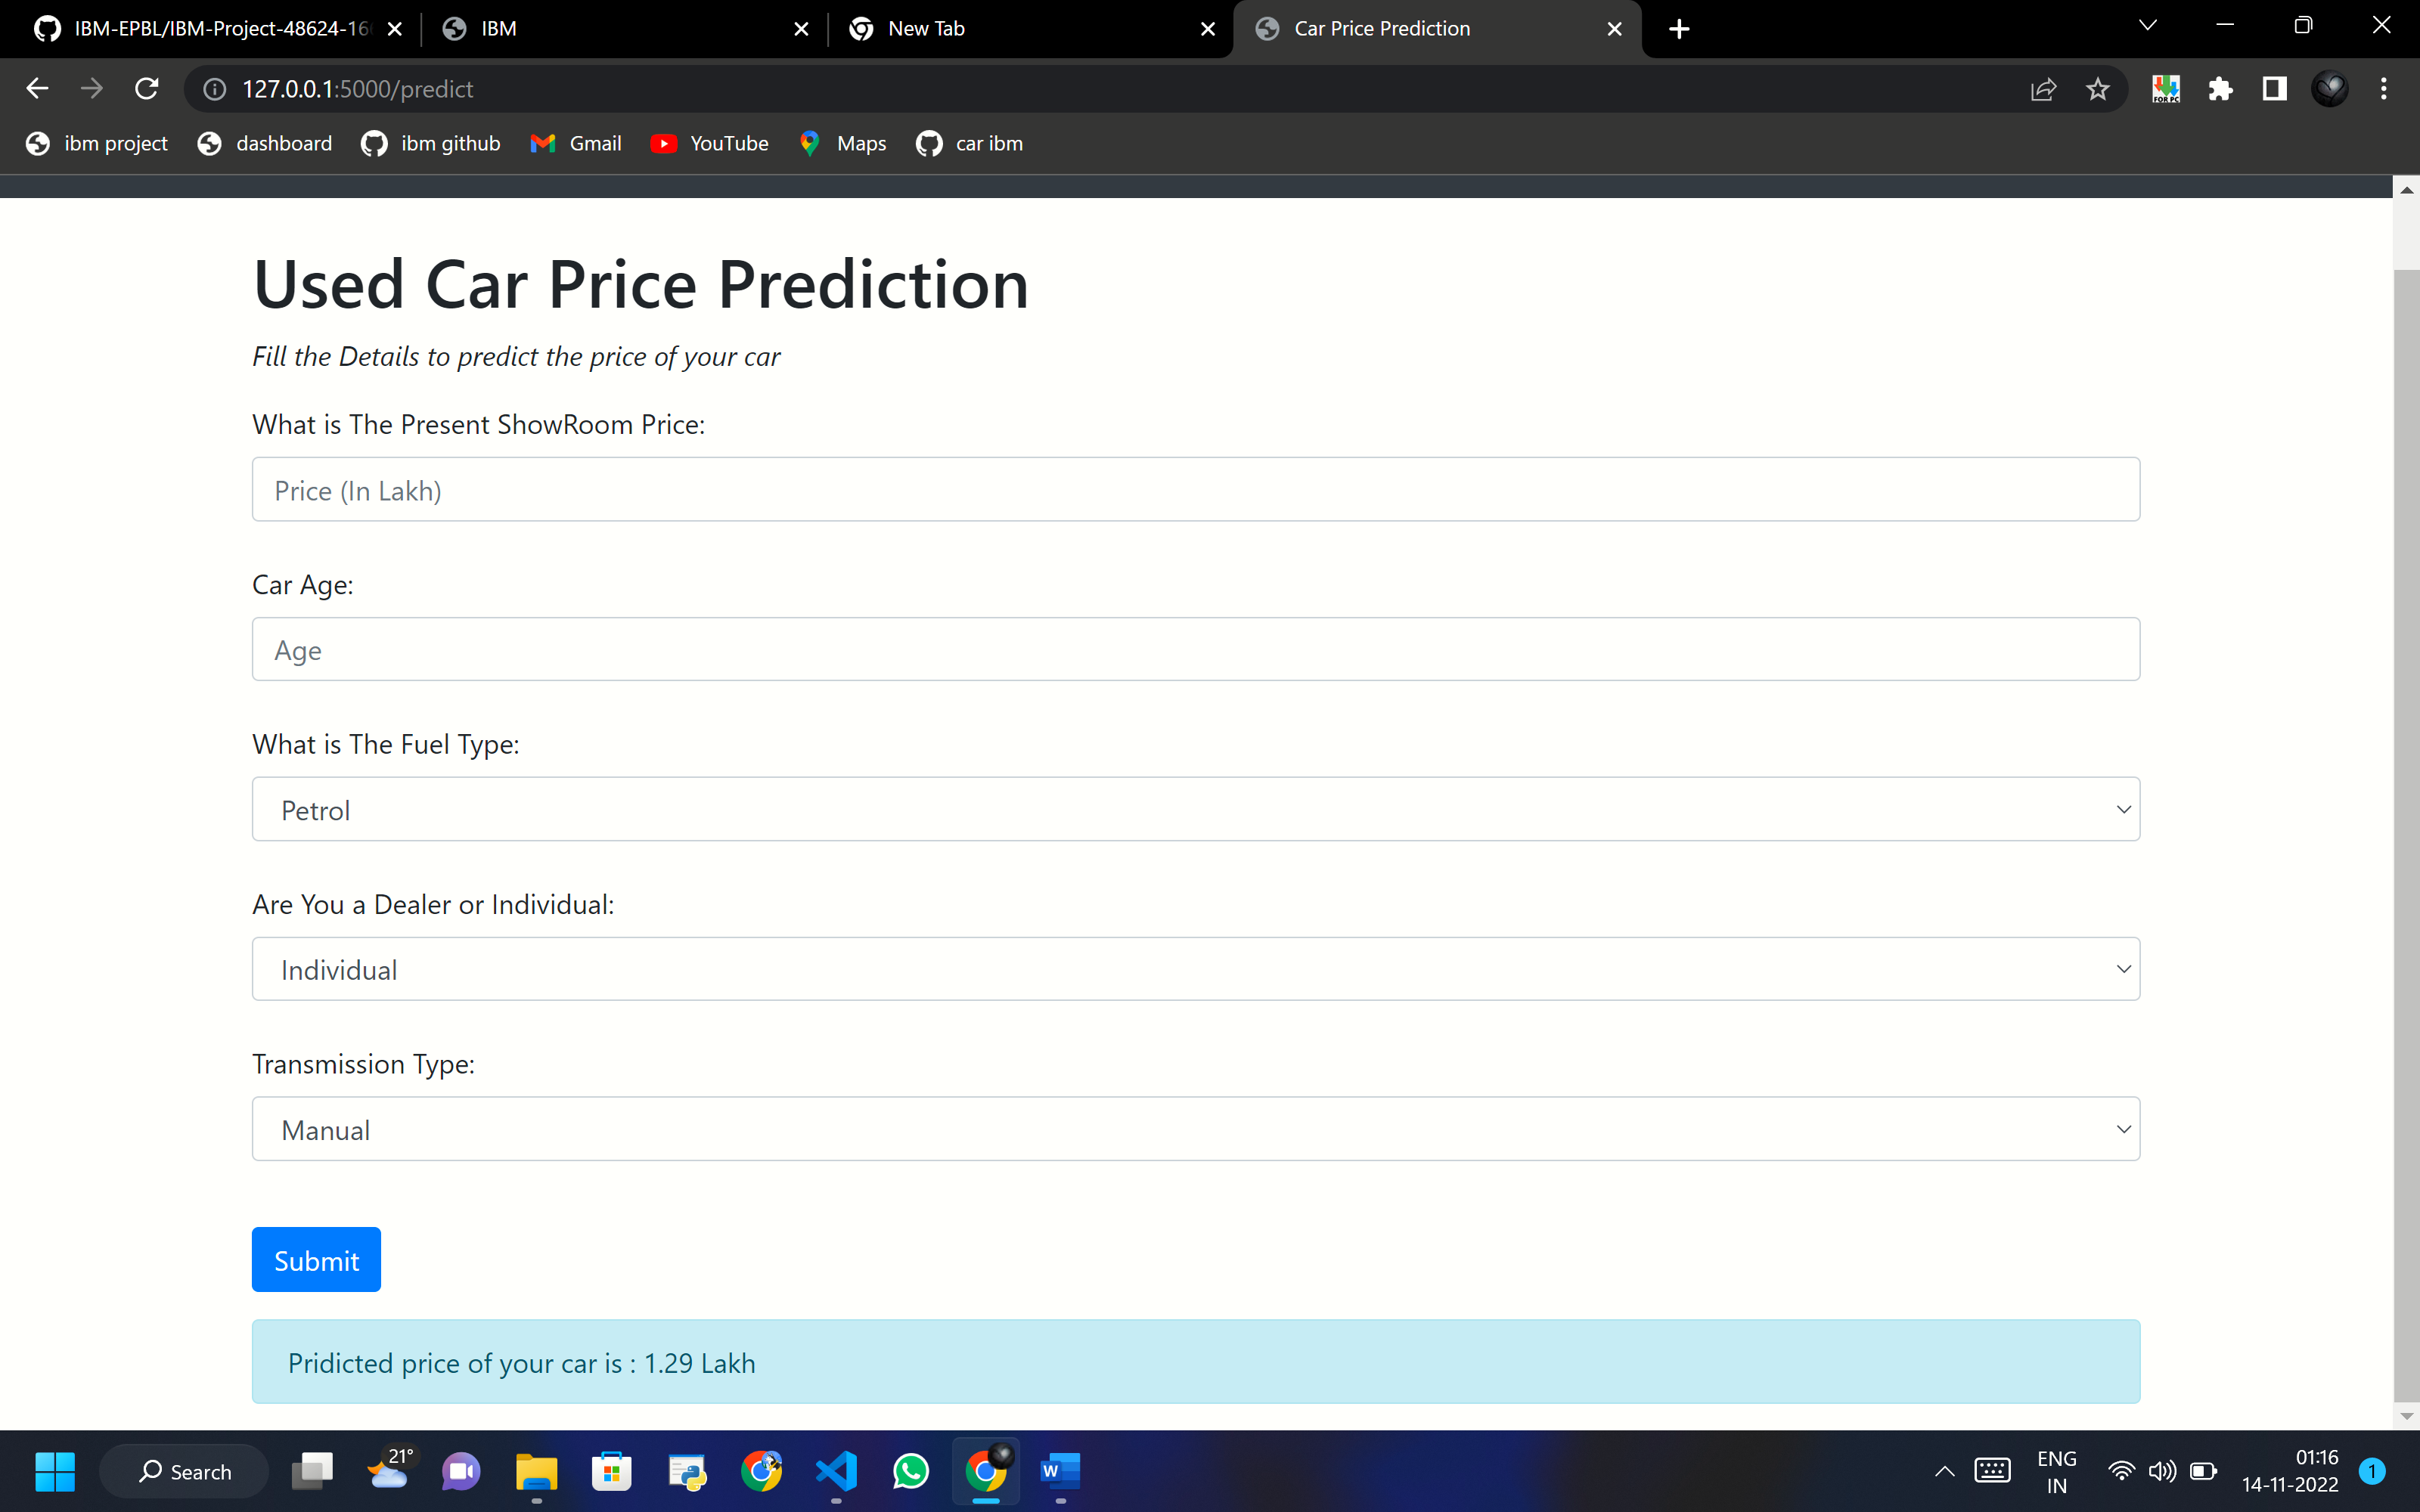 IBM-EPBL/IBM-Project-48624-16
IBM
New Tab
Car Price Prediction
127.0.0.1:5000/predict
FOR PC
ibm project
dashboard
ibm github
Gmail
YouTube
Maps
car ibm
Used Car Price Prediction
Fill the Details to predict the price of your car
What is The Present ShowRoom Price:
Price (In Lakh)
Car Age:
Age
What is The Fuel Type:
Petrol
Are You a Dealer or Individual:
Individual
Transmission Type:
Manual
Submit
Pridicted price of your car is : 1.29 Lakh
Search
21°
W
ENG
IN
01:16
14-11-2022
1